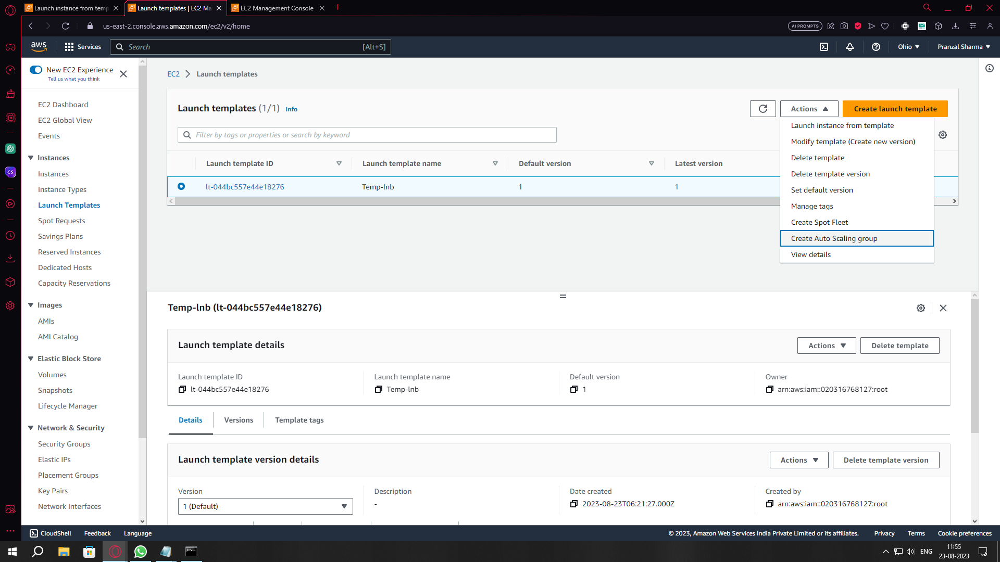 Launch instance from temp
Launch templates | EC2 Ma
EC2 Management Console
us-east-2.console.aws.amazon.com/ec2/v2/home
AI PROMPTS
aws
Services
Search
[Alt+S]
Ohio
Pranzal Sharma
New EC2 Experience
Tell us what you think
EC2 Dashboard
EC2 Global View
Events
Instances
Instances
Instance Types
Launch Templates
Spot Requests
Savings Plans
Reserved Instances
Dedicated Hosts
Capacity Reservations
Images
AMIs
AMI Catalog
Elastic Block Store
Volumes
Snapshots
Lifecycle Manager
Network & Security
Security Groups
Elastic IPs
Placement Groups
Key Pairs
Network Interfaces
EC2 > Launch templates
Launch templates (1/1) Info
Actions
Create launch template
Filter by tags or properties or search by keyword
Launch template ID
Launch template name
Default version
Latest version
lt-044bc557e44e18276
Temp-lnb
1
1
Launch instance from template
Modify template (Create new version)
Delete template
Delete template version
Set default version
Manage tags
Create Spot Fleet
Create Auto Scaling group
View details
Temp-lnb (lt-044bc557e44e18276)
Launch template details
Actions
Delete template
Launch template ID
lt-044bc557e44e18276
Launch template name
Temp-lnb
Default version
1
Owner
arn:aws:iam::020316768127:root
Details
Versions
Template tags
Launch template version details
Actions
Delete template version
Version
1 (Default)
Description
-
Date created
2023-08-23T06:21:27.000Z
Created by
arn:aws:iam::020316768127:root
CloudShell
Feedback
Language
© 2023, Amazon Web Services India Private Limited or its affiliates.
Privacy
Terms
Cookie preferences
ENG
11:55
23-08-2023